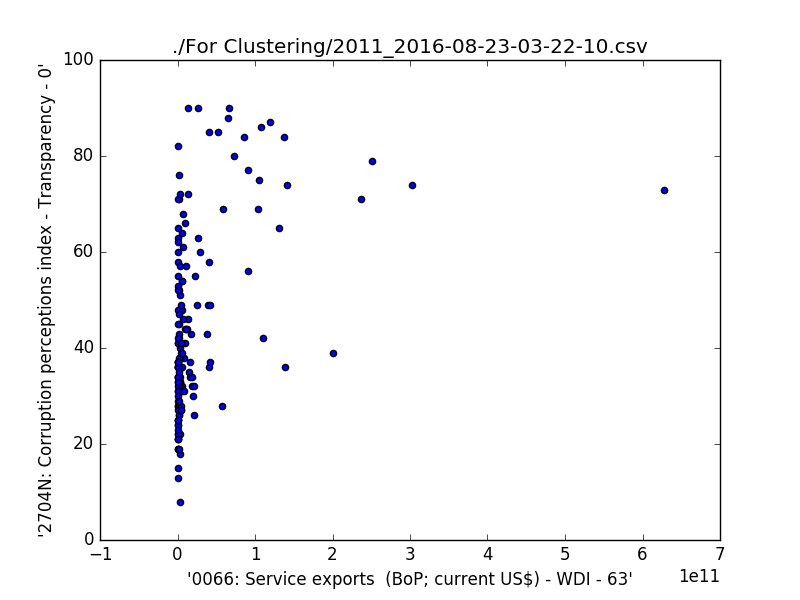 ./For Clustering/2011_2016-08-23-03-22-10.csv
100
80
60
40
20
0
'2704N: Corruption perceptions index - Transparency - 0'
−1 0 1 2 3 4 5 6 7
1e11
'0066: Service exports  (BoP; current US$) - WDI - 63'